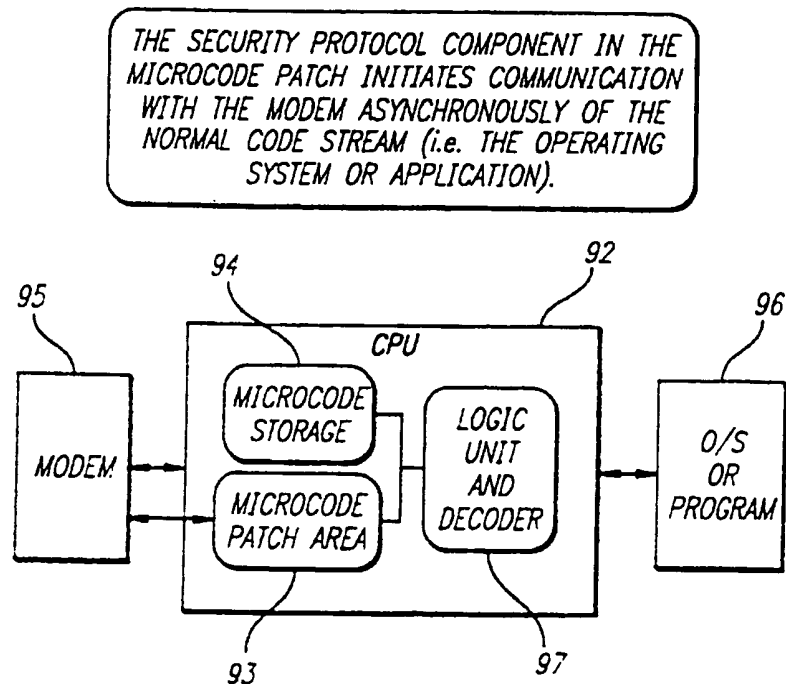 THE SECURITY PROTOCOL COMPONENT IN THE
MICROCODE PATCH INITIATES COMMUNICATION
WITH THE MODEM ASYNCHRONOUSLY OF THE
NORMAL CODE STREAM (i.e. THE OPERATING
SYSTEM OR APPLICATION).
94
92
95
96
CPU
MICROCODE
STORAGE
LOGIC
UNIT
AND
DECODER
MODEM
O/S
OR
PROGRAM
MICROCODE
PATCH AREA
93
97